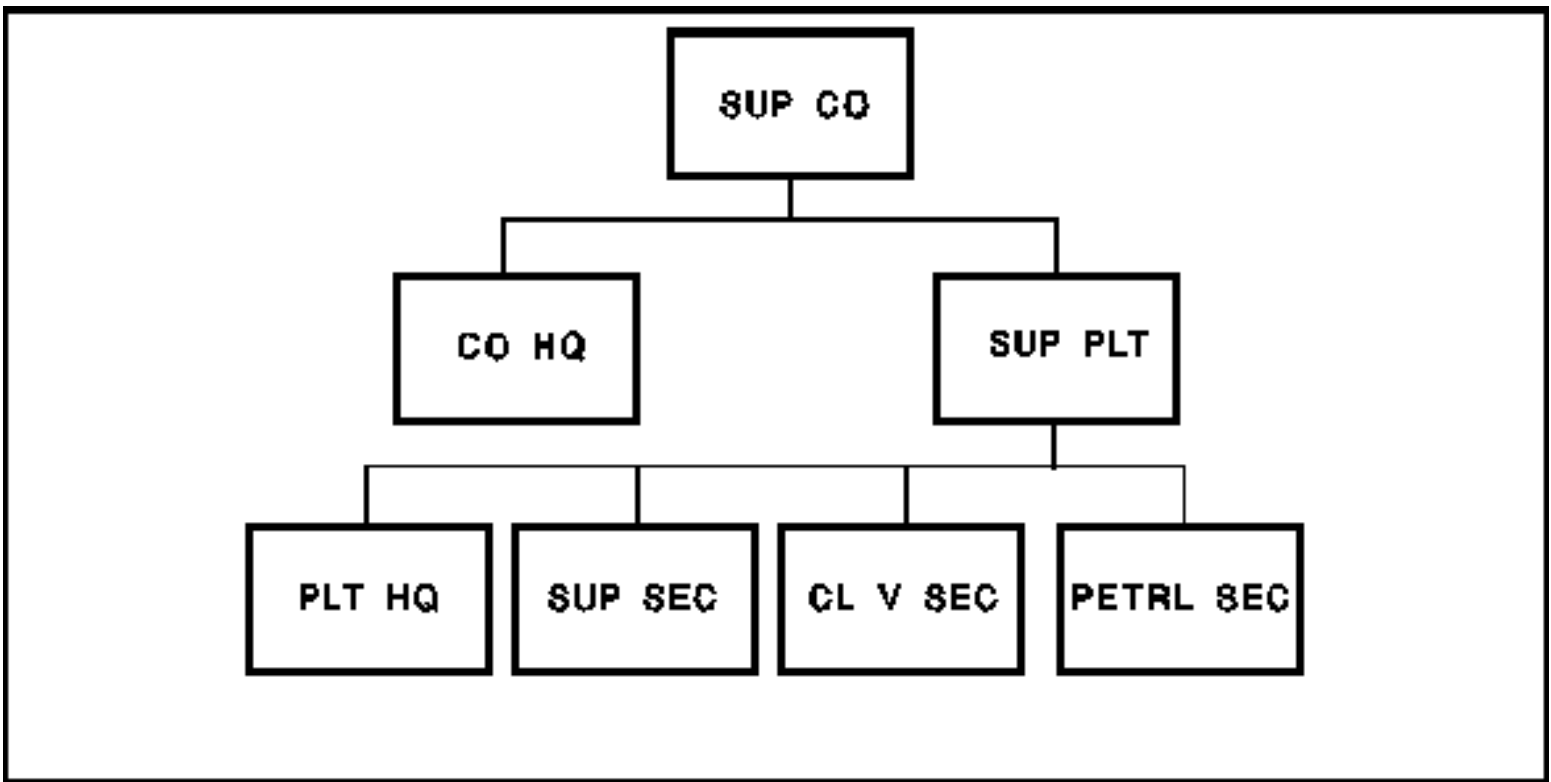 SUP CO
CO HQ
SUP PLT
PLT HQ
SUP SEC
CL V SEC
PETRL SEC